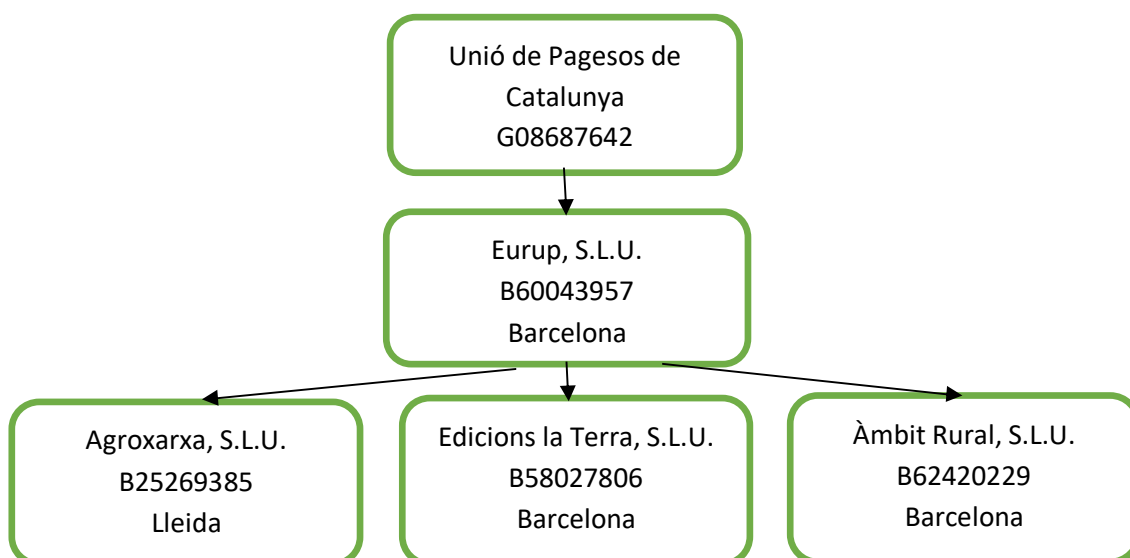 Unió de Pagesos de
Catalunya
G08687642
Eurup, S.L.U.
B60043957
Barcelona
Agroxarxa, S.L.U.
B25269385
Lleida
Edicions la Terra, S.L.U.
B58027806
Barcelona
Àmbit Rural, S.L.U.
B62420229
Barcelona